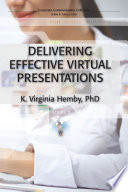 DELIVERING
EFFECTIVE VIRTUAL
PRESENTATIONS
K. Virginia Hemby, PhD